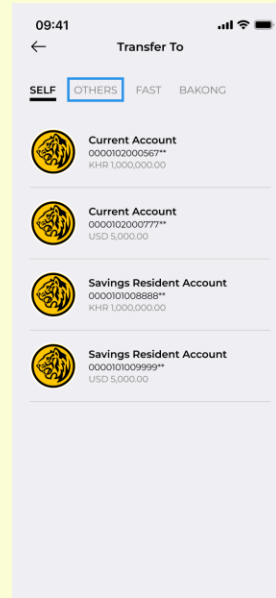 09:41
Transfer To
SELF OTHERS FAST BAKONG
Current Account
0000102000567**
KHR 1,000,000.00
Current Account
0000102000777**
USD 5,000.00
Savings Resident Account
0000101008888**
KHR 1,000,000.00
Savings Resident Account
0000101009999**
USD 5,000.00